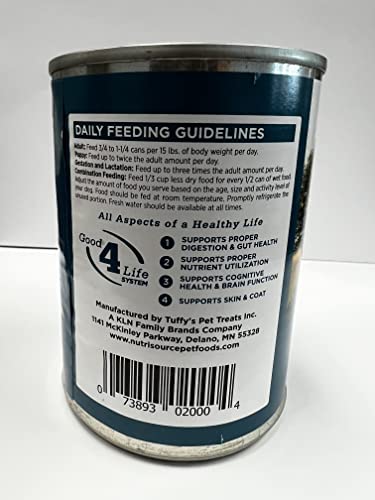 DAILY FEEDING GUIDELINES
Adult: Feed 3/4 to 1-1/4 cans per 15 lbs. of body weight per day.
Puppy: Feed up to twice the adult amount per day.
Gestation and Lactation: Feed up to three times the adult amount per day.
Combination Feeding: Feed 1/3 cup less dry food for every 1/2 can of wet food.
Adjust the amount of food you serve based on the age, size and activity level of
your dog. Food should be fed at room temperature. Promptly refrigerate the
unused portion. Fresh water should be available at all times.
All Aspects of a Healthy Life
Good 4 Life
SYSTEM
1 SUPPORTS PROPER
DIGESTION & GUT HEALTH
2 SUPPORTS PROPER
NUTRIENT UTILIZATION
3 SUPPORTS COGNITIVE
HEALTH & BRAIN FUNCTION
4 SUPPORTS SKIN & COAT
Manufactured by Tuffy's Pet Treats Inc.
A KLN Family Brands Company
1141 McKinley Parkway, Delano, MN 55328
www.nutrisourcepetfoods.com
0 73893 02000 4